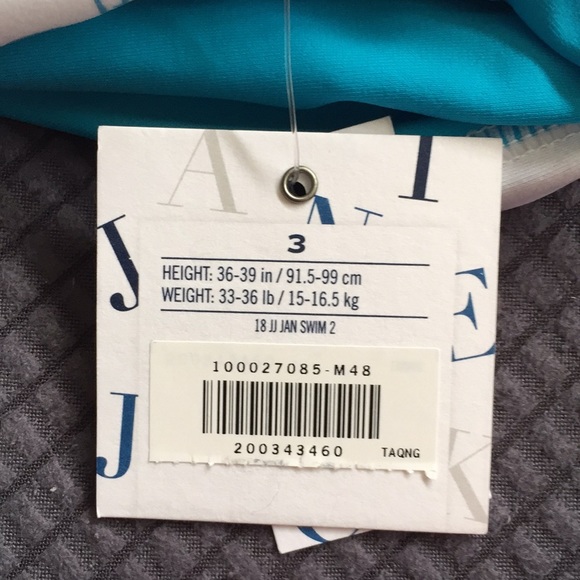 A
I
N
J
E
J
K
3
HEIGHT: 36-39 in / 91.5-99 cm
WEIGHT: 33-36 lb / 15-16.5 kg
18 JJ JAN SWIM 2
100027085-M48
200343460 TAQNG